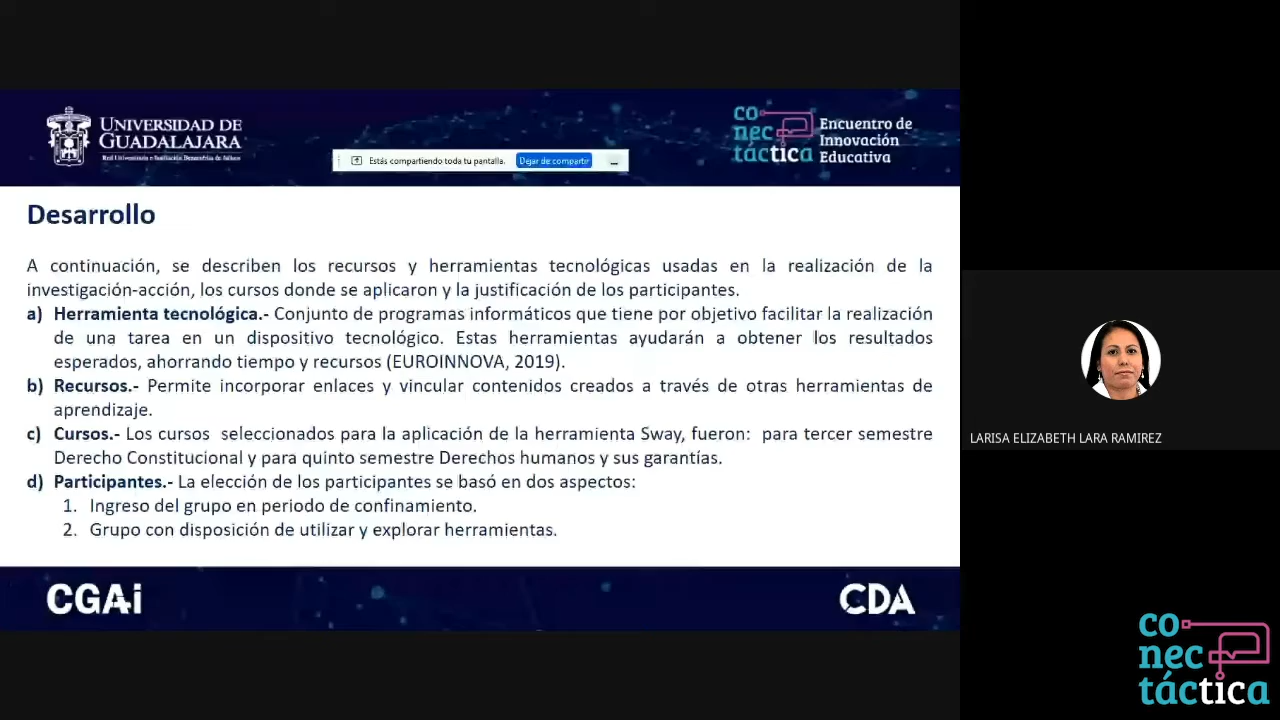 UNIVERSIDAD DE
GUADALAJARA
Red Universitaria e Institución Benemérita de Jalisco
Estás compartiendo toda tu pantalla. Dejar de compartir
co
nec
táctica
Encuentro de
Innovación
Educativa
Desarrollo
A continuación, se describen los recursos y herramientas tecnológicas usadas en la realización de la
investigación-acción, los cursos donde se aplicaron y la justificación de los participantes.
a) Herramienta tecnológica.- Conjunto de programas informáticos que tiene por objetivo facilitar la realización
de una tarea en un dispositivo tecnológico. Estas herramientas ayudarán a obtener los resultados
esperados, ahorrando tiempo y recursos (EUROINNOVA, 2019).
b) Recursos.- Permite incorporar enlaces y vincular contenidos creados a través de otras herramientas de
aprendizaje.
c) Cursos.- Los cursos seleccionados para la aplicación de la herramienta Sway, fueron: para tercer semestre
Derecho Constitucional y para quinto semestre Derechos humanos y sus garantías.
d) Participantes.- La elección de los participantes se basó en dos aspectos:
1. Ingreso del grupo en periodo de confinamiento.
2. Grupo con disposición de utilizar y explorar herramientas.
CGAi
CDA
LARISA ELIZABETH LARA RAMIREZ
co
nec
táctica